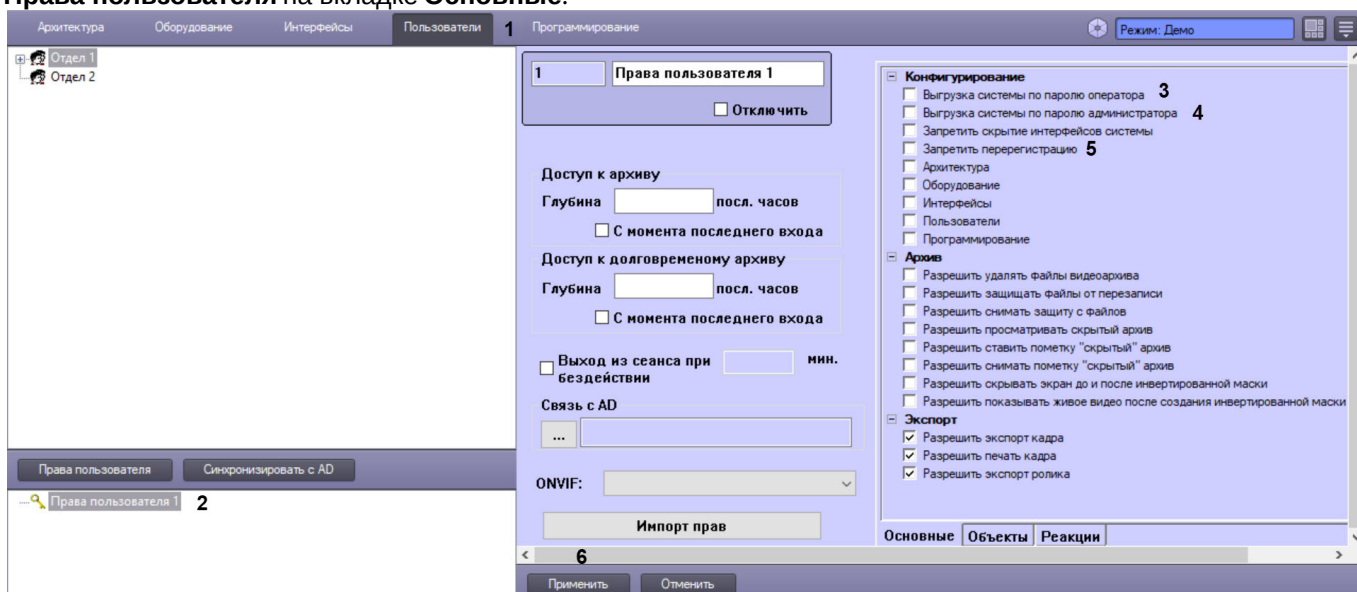 Права пользователя на вкладке Основные.
Архитектура Оборудование Интерфейсы Пользователи 1 Программирование Режим: Демо
Отдел 1
Отдел 2
Права пользователя Синхронизировать с AD
Права пользователя 1 2
1 Права пользователя 1
Отключить
Доступ к архиву
Глубина посл. часов
С момента последнего входа
Доступ к долговременому архиву
Глубина посл. часов
С момента последнего входа
Выход из сеанса при мин.
бездействии
Связь с AD
...
ONVIF:
Импорт прав
6
Применить Отменить
Конфигурирование
Выгрузка системы по паролю оператора 3
Выгрузка системы по паролю администратора 4
Запретить скрытие интерфейсов системы
Запретить перерегистрацию 5
Архитектура
Оборудование
Интерфейсы
Пользователи
Программирование
Архив
Разрешить удалять файлы видеоархива
Разрешить защищать файлы от перезаписи
Разрешить снимать защиту с файлов
Разрешить просматривать скрытый архив
Разрешить ставить пометку "скрытый" архив
Разрешить снимать пометку "скрытый" архив
Разрешить скрывать экран до и после инвертированной маски
Разрешить показывать живое видео после создания инвертированной маски
Экспорт
Разрешить экспорт кадра
Разрешить печать кадра
Разрешить экспорт ролика
Основные Объекты Реакции